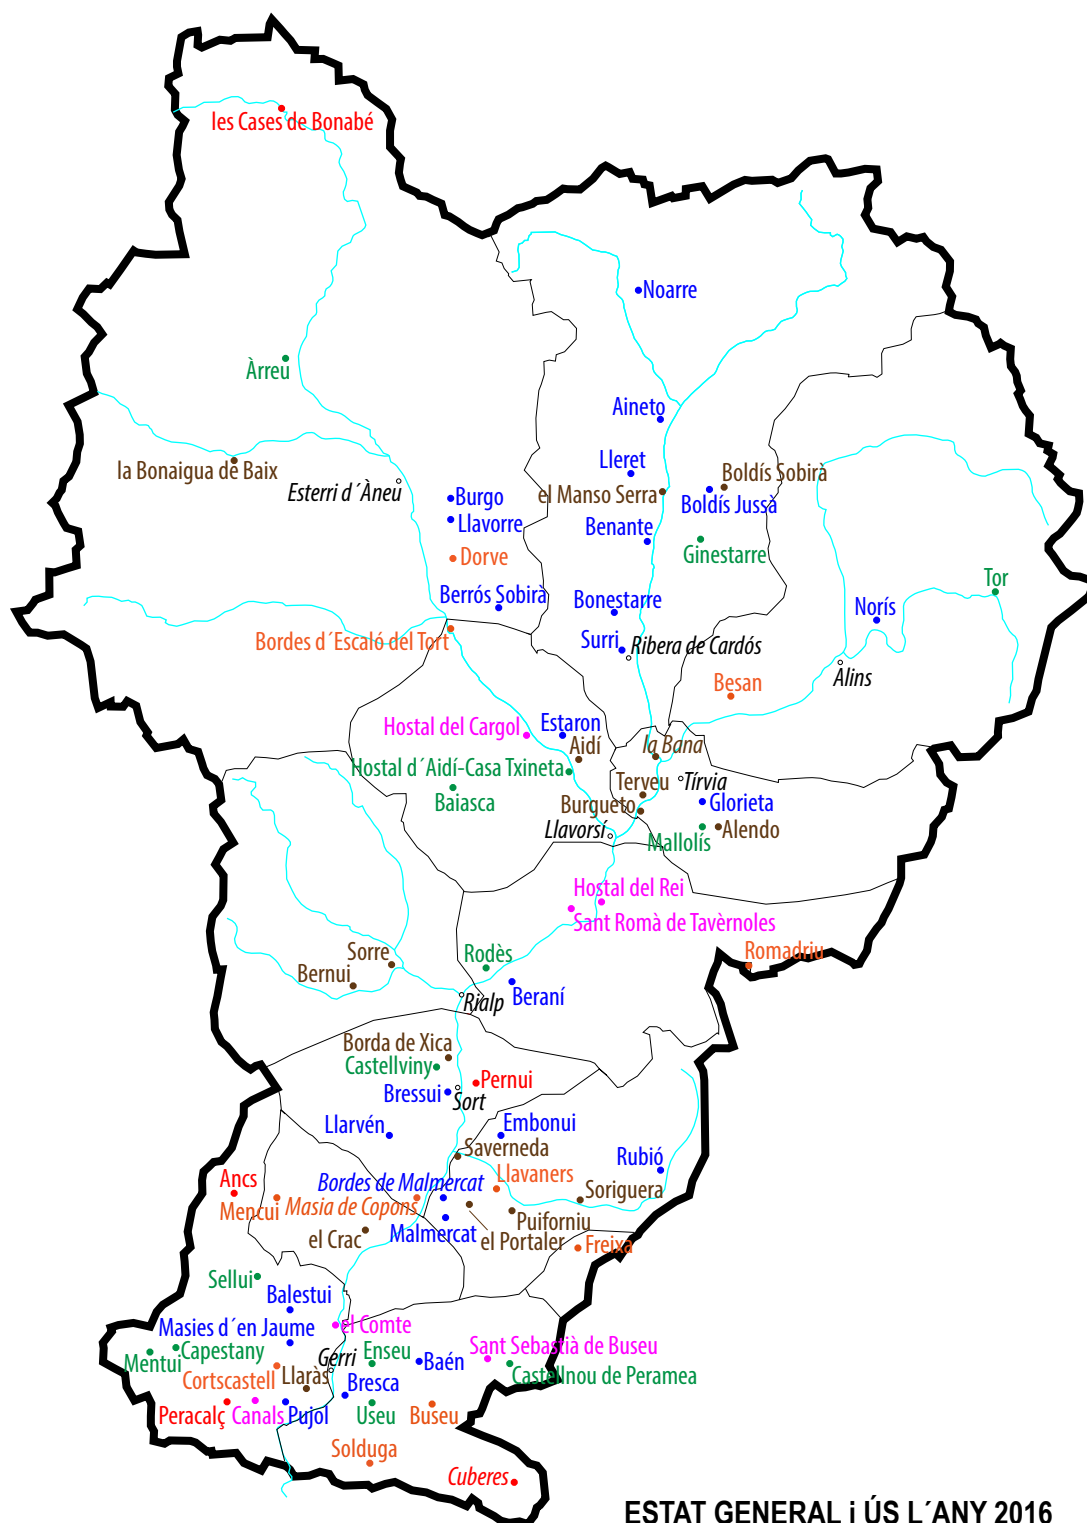 les Cases de Bonabé
Noarre
Àrreu
Aineto
la Bonaigua de Baix
Esterri d´Àneu
Lleret
Boldís Sobirà
el Manso Serra
Boldís Jussà
Burgo
Llavorre
Benante
Ginestarre
Dorve
Tor
Berrós Sobirà
Bonestarre
Norís
Bordes d´Escaló del Tort
Surri
Ribera de Cardós
Àlins
Besan
Hostal del Cargol
Estaron
Aidí
la Bana
Hostal d´Aidí-Casa Txineta
Terveu
Tírvia
Baiasca
Burgueto
Glorieta
Llavorsí
Mallolís
Alendo
Hostal del Rei
Sant Romà de Tavèrnoles
Sorre
Rodès
Romadriu
Bernui
Beraní
Rialp
Borda de Xica
Castellviny
Pernui
Bressui
Sort
Llarvén
Embonui
Saverneda
Rubió
Ancs
Bordes de Malmercat
Llavaners
Mencui
Masia de Copons
Soriguera
Malmercat
Puiforniu
el Crac
el Portaler
Freixa
Sellui
Balestui
Masies d´en Jaume
el Comte
Sant Sebastià de Buseu
Capestany
Mentui
Gerri
Enseu
Baén
Castellnou de Peramea
Cortscastell
Llaràs
Bresca
Peracalç
Canals
Pujol
Useu
Buseu
Solduga
Cuberes
ESTAT GENERAL i ÚS L´ANY 2016